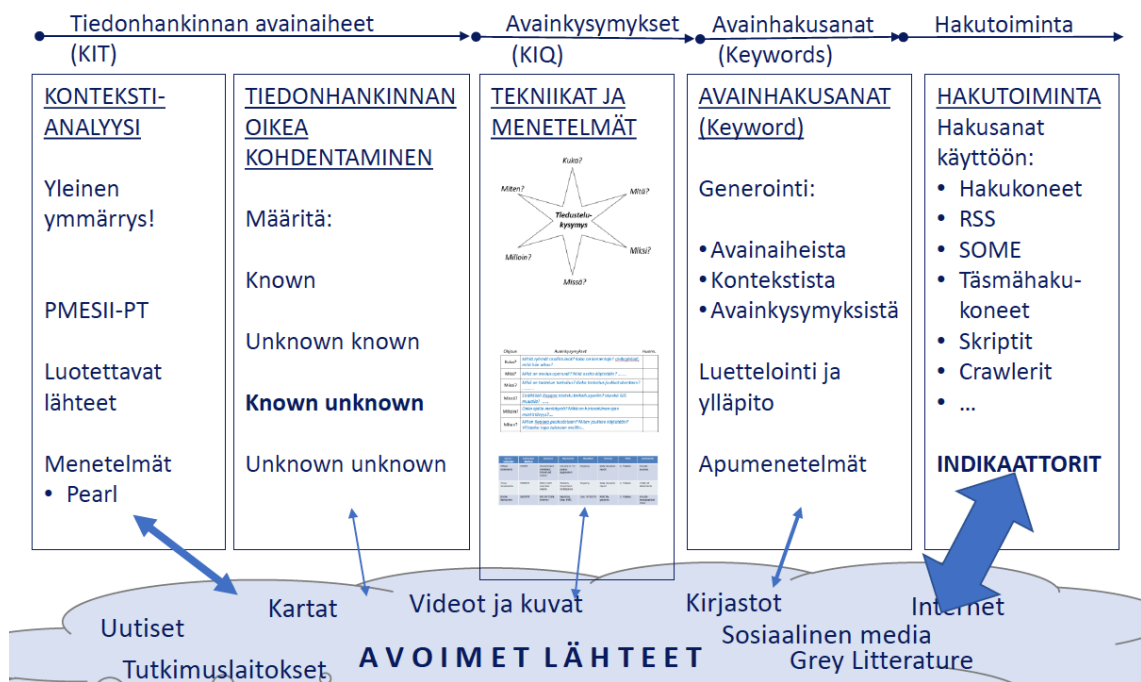 Tiedonhankinnan avainaiheet
(KIT)
Avainkysymykset
(KIQ)
Avainhakusanat
(Keywords)
Hakutoiminta
KONTEKSTI-
ANALYYSI
Yleinen
ymmärrys!
PMESII-PT
Luotettavat
lähteet
Menetelmät
• Pearl
TIEDONHANKINNAN
OIKEA
KOHDENTAMINEN
Määritä:
Known
Unknown known
Known unknown
Unknown unknown
TEKNIIKAT JA
MENETELMÄT
Kuka?
Miten?
Mitä?
Tiedustelu-
kysymys
Milloin?
Miksi?
Missä?
Avainkysymykset
AVAINHAKUSANAT
(Keyword)
Generointi:
• Avainaiheista
• Kontekstista
• Avainkysymyksistä
Luettelointi ja
ylläpito
Apumenetelmät
HAKUTOIMINTA
Hakusanat
käyttöön:
• Hakukoneet
• RSS
• SOME
• Täsmähaku-
koneet
• Skriptit
• Crawlerit
• ...
INDIKAATTORIT
Kartat
Videot ja kuvat
Kirjastot
Internet
Uutiset
Sosiaalinen media
Tutkimuslaitokset
AVOIMET LÄHTEET
Grey Litterature